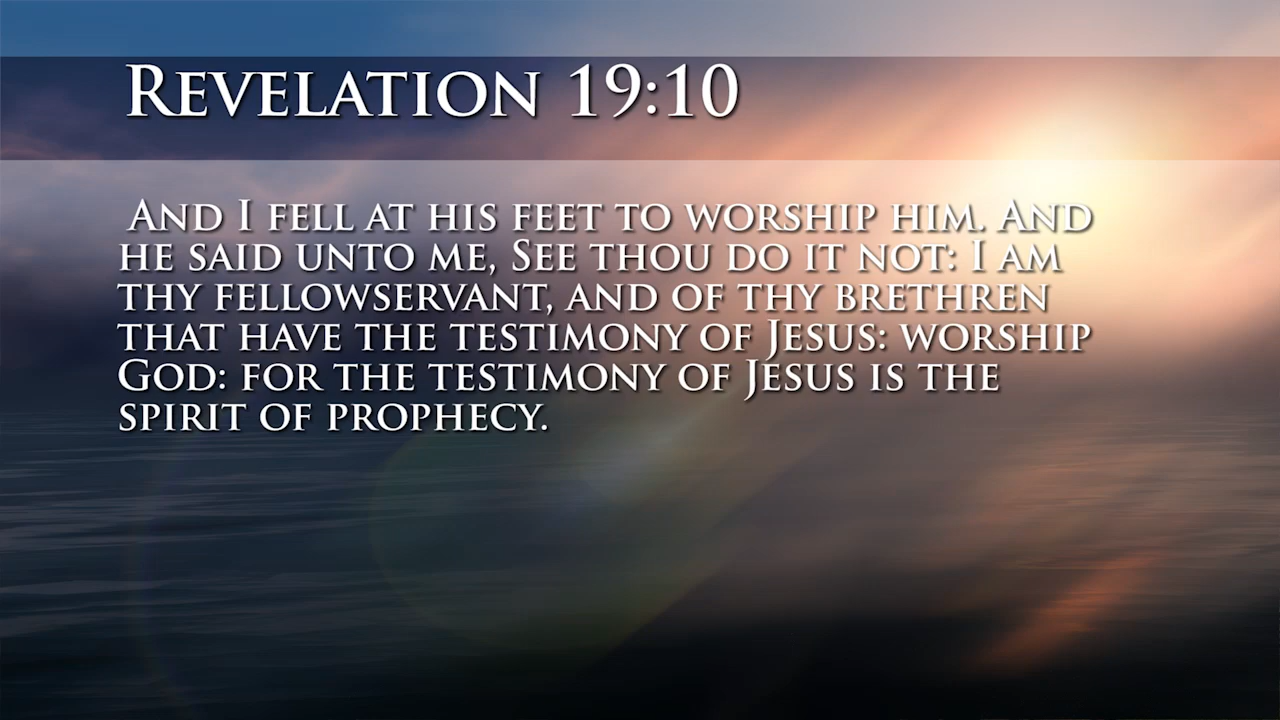 Revelation 19:10
And I fell at his feet to worship him. And
he said unto me, See thou do it not: I am
thy fellowservant, and of thy brethren
that have the testimony of Jesus: worship
God: for the testimony of Jesus is the
spirit of prophecy.